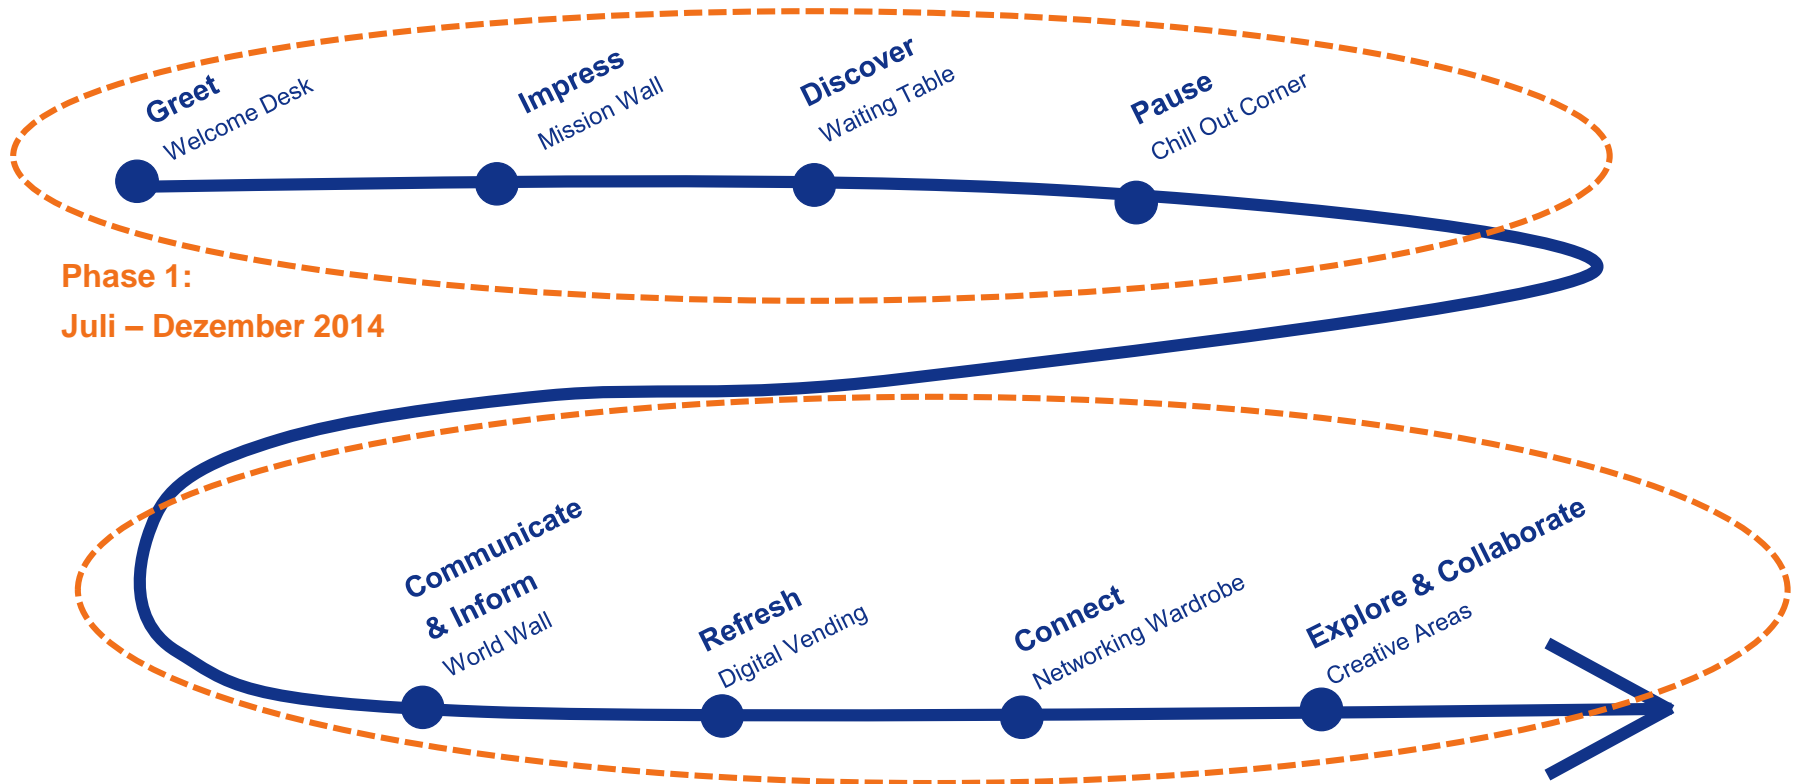 Greet
Welcome Desk
Impress
Mission Wall
Discover
Waiting Table
Pause
Chill Out Corner
Phase 1:
Juli – Dezember 2014
Communicate
& Inform
World Wall
Refresh
Digital Vending
Connect
Networking Wardrobe
Explore & Collaborate
Creative Areas